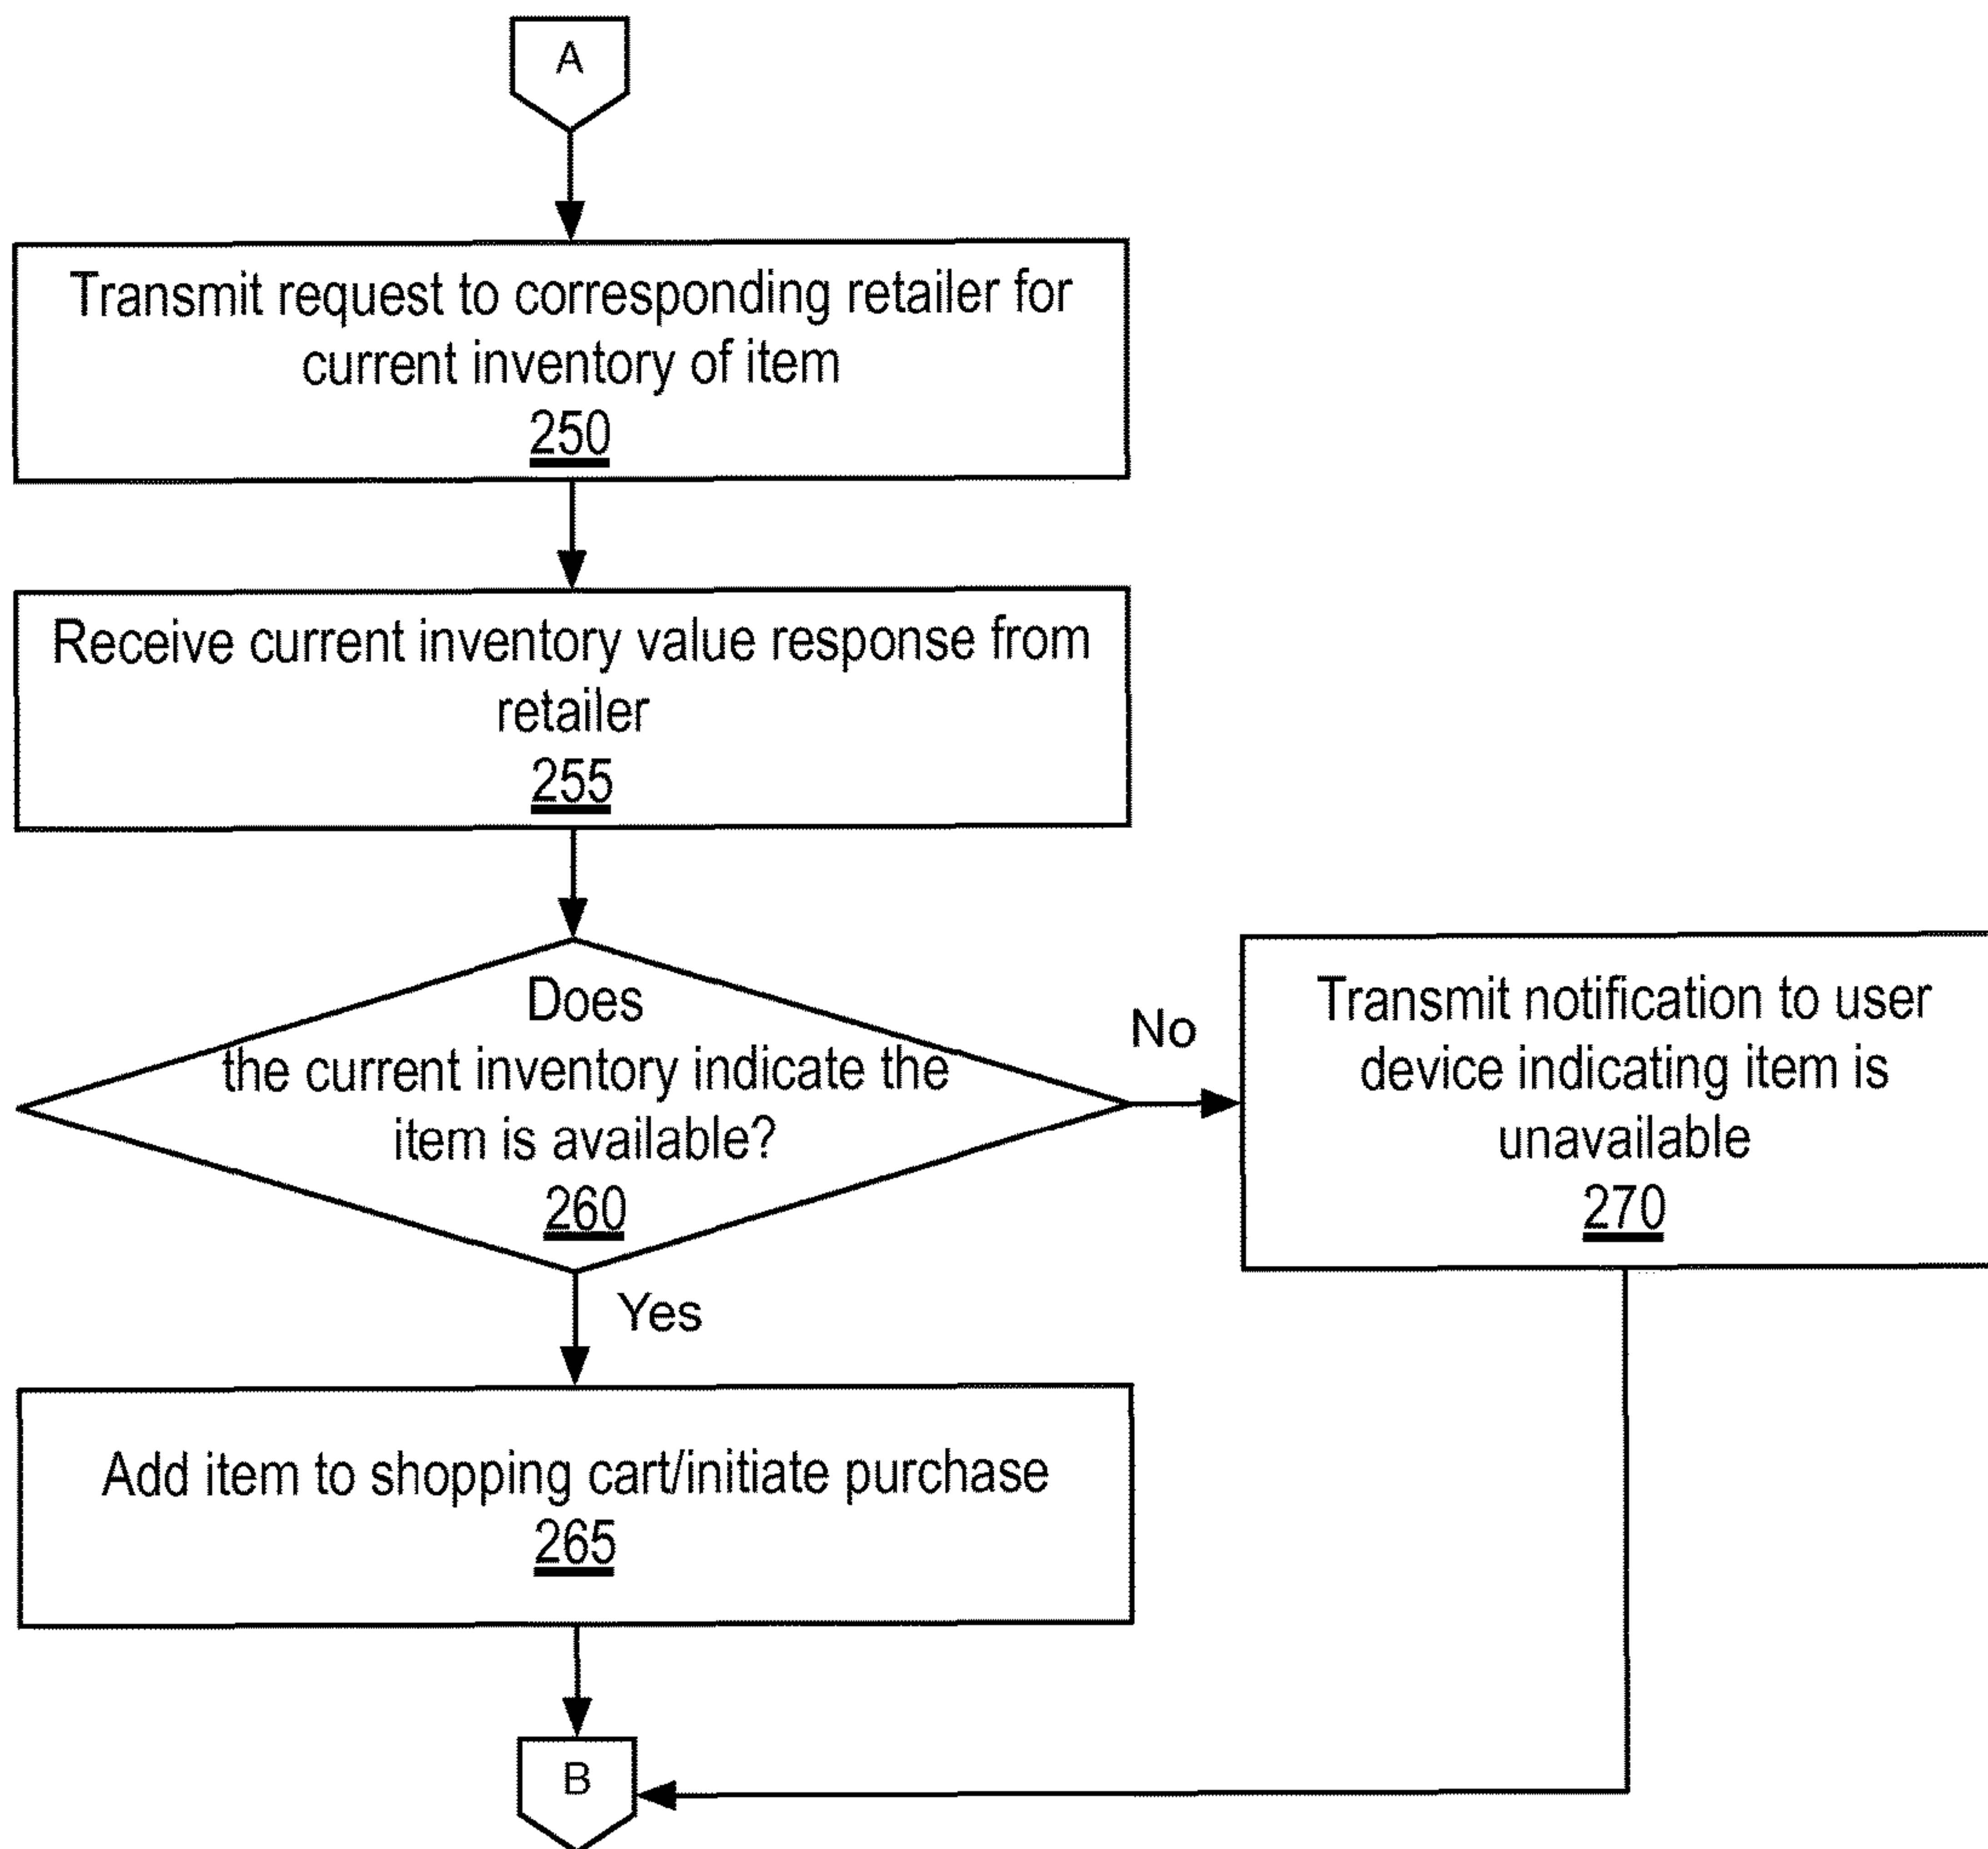 A
Transmit request to corresponding retailer for
current inventory of item
250
Receive current inventory value response from
retailer
255
Does
the current inventory indicate the
item is available?
260
No
Transmit notification to user
device indicating item is
unavailable
270
Yes
Add item to shopping cart/initiate purchase
265
B